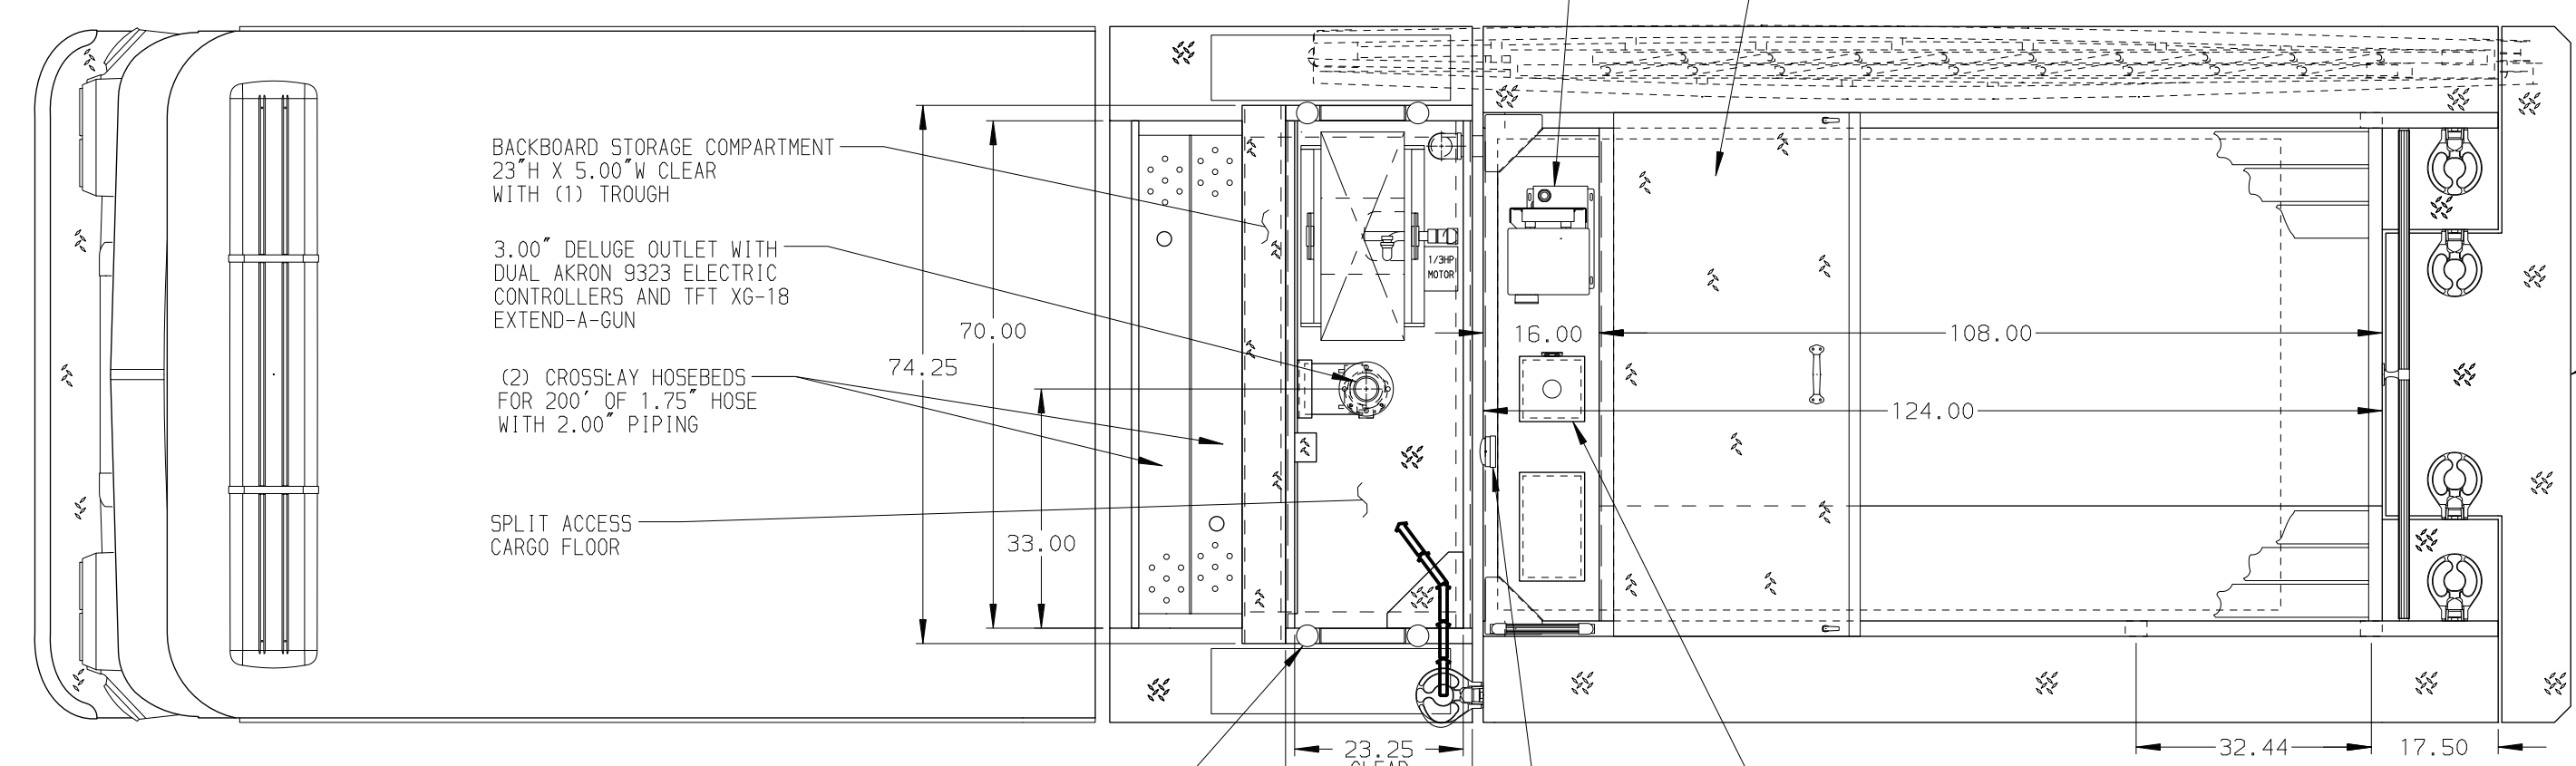 BACKBOARD STORAGE COMPARTMENT
23"H X 5.00"W CLEAR
WITH (1) TROUGH
3.00" DELUGE OUTLET WITH
DUAL AKRON 9323 ELECTRIC
CONTROLLERS AND TFT XG-18
EXTEND-A-GUN
(2) CROSSLAY HOSEBEDS
FOR 200' OF 1.75" HOSE
WITH 2.00" PIPING
SPLIT ACCESS
CARGO FLOOR
74.25
70.00
33.00
1/3HP
MOTOR
16.00
108.00
124.00
23.25
CLEAR
32.44
17.50